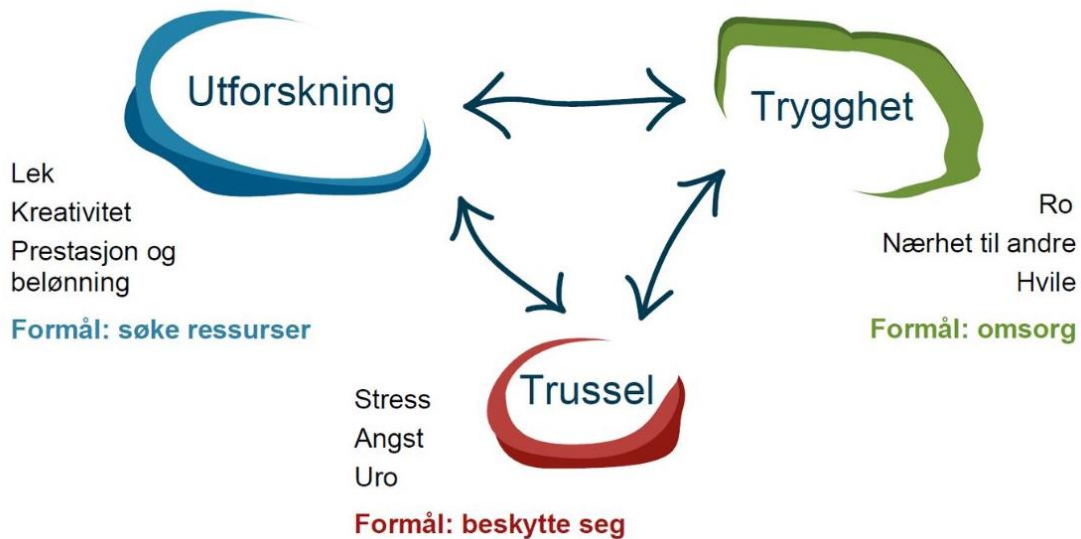 Utforskning
Trygghet
Lek
Kreativitet
Prestasjon og
belønning
Formål: søke ressurser
Ro
Nærhet til andre
Hvile
Formål: omsorg
Trussel
Stress
Angst
Uro
Formål: beskytte seg